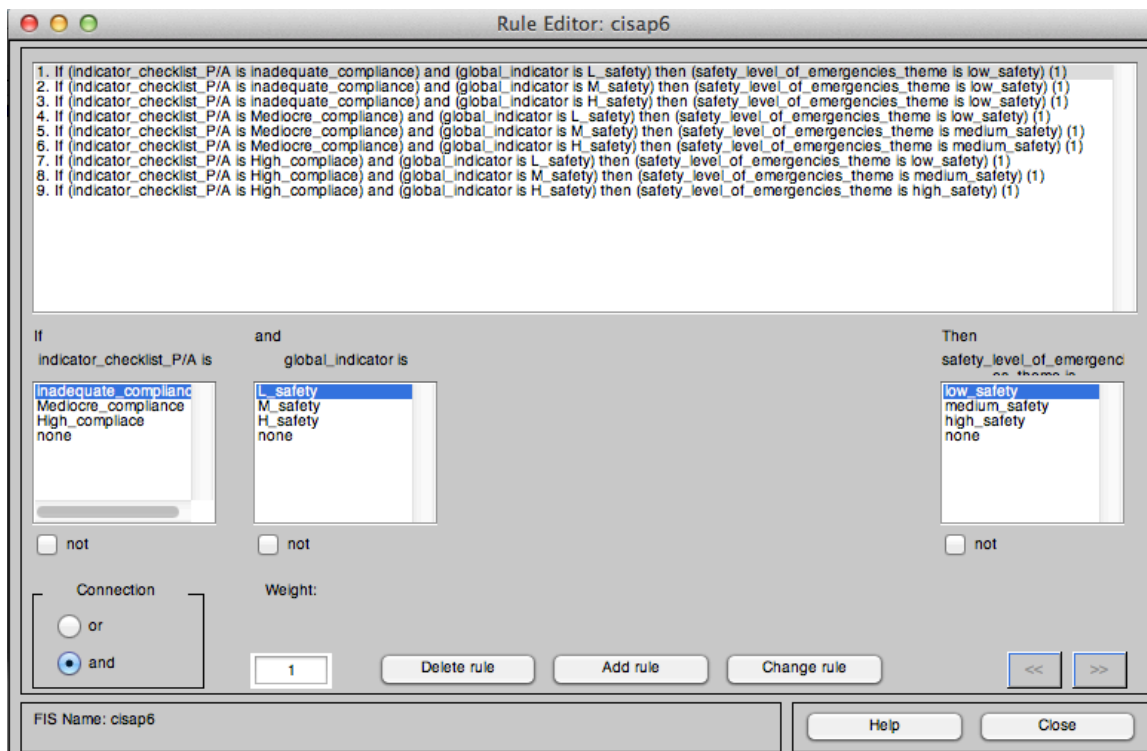 Rule Editor: cisap6
1. If (indicator_checklist_P/A is inadequate_compliance) and (global_indicator is L_safety) then (safety_level_of_emergencies_theme is low_safety) (1)
2. If (indicator_checklist_P/A is inadequate_compliance) and (global_indicator is M_safety) then (safety_level_of_emergencies_theme is low_safety) (1)
3. If (indicator_checklist_P/A is inadequate_compliance) and (global_indicator is H_safety) then (safety_level_of_emergencies_theme is low_safety) (1)
4. If (indicator_checklist_P/A is Mediocre_compliance) and (global_indicator is L_safety) then (safety_level_of_emergencies_theme is low_safety) (1)
5. If (indicator_checklist_P/A is Mediocre_compliance) and (global_indicator is M_safety) then (safety_level_of_emergencies_theme is medium_safety) (1)
6. If (indicator_checklist_P/A is Mediocre_compliance) and (global_indicator is H_safety) then (safety_level_of_emergencies_theme is medium_safety) (1)
7. If (indicator_checklist_P/A is High_compliace) and (global_indicator is L_safety) then (safety_level_of_emergencies_theme is low_safety) (1)
8. If (indicator_checklist_P/A is High_compliace) and (global_indicator is M_safety) then (safety_level_of_emergencies_theme is medium_safety) (1)
9. If (indicator_checklist_P/A is High_compliace) and (global_indicator is H_safety) then (safety_level_of_emergencies_theme is high_safety) (1)
If
indicator_checklist_P/A is
inadequate_complianc
Mediocre_compliance
High_compliace
none
not
and
global_indicator is
L_safety
M_safety
H_safety
none
not
Then
safety_level_of_emergenci
es_theme is
low_safety
medium_safety
high_safety
none
not
Connection
or
and
Weight:
1
Delete rule
Add rule
Change rule
<<
>>
FIS Name: cisap6
Help
Close